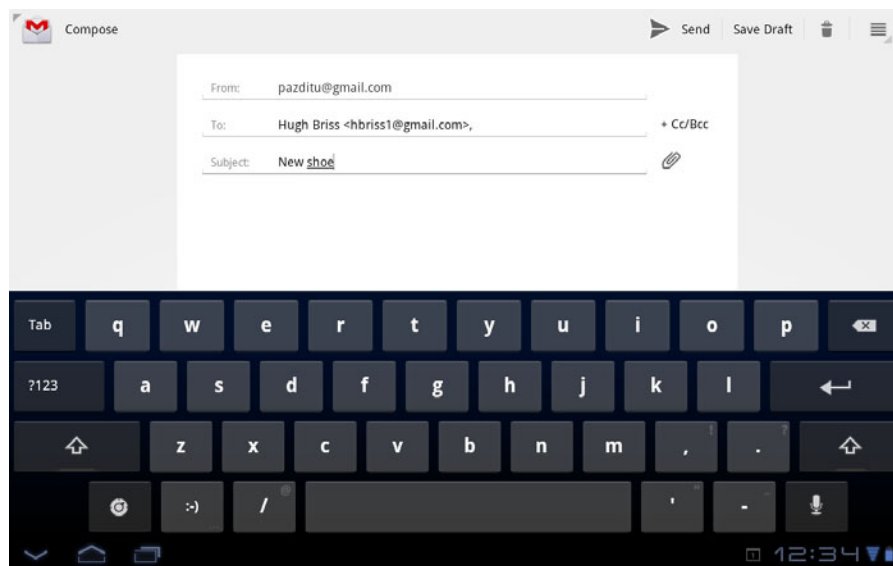 Compose Send Save Draft
From: pazditu@gmail.com
To: Hugh Briss <hbriss1@gmail.com>, + Cc/Bcc
Subject: New shoe
Tab q w e r t y u i o p
?123 a s d f g h j k l
z x c v b n m , ! . ?
:-) / @ ' " - _
1 12:34